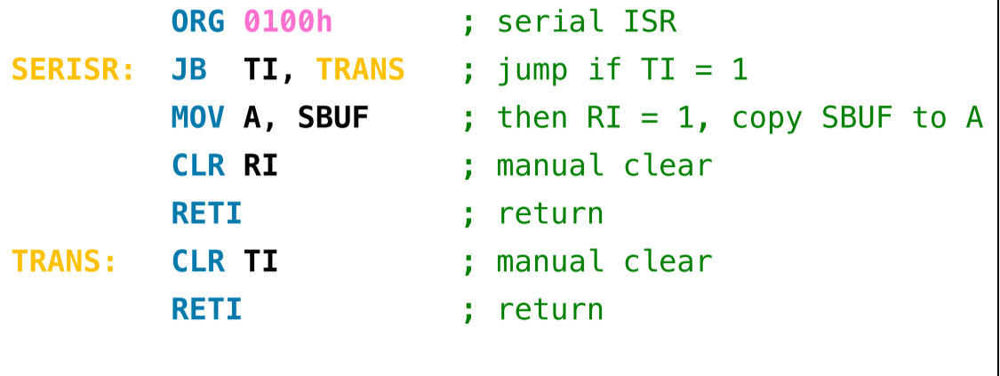 ORG 0100h ; serial ISR
SERISR: JB TI, TRANS ; jump if TI = 1
MOV A, SBUF ; then RI = 1, copy SBUF to A
CLR RI ; manual clear
RETI ; return
TRANS: CLR TI ; manual clear
RETI ; return